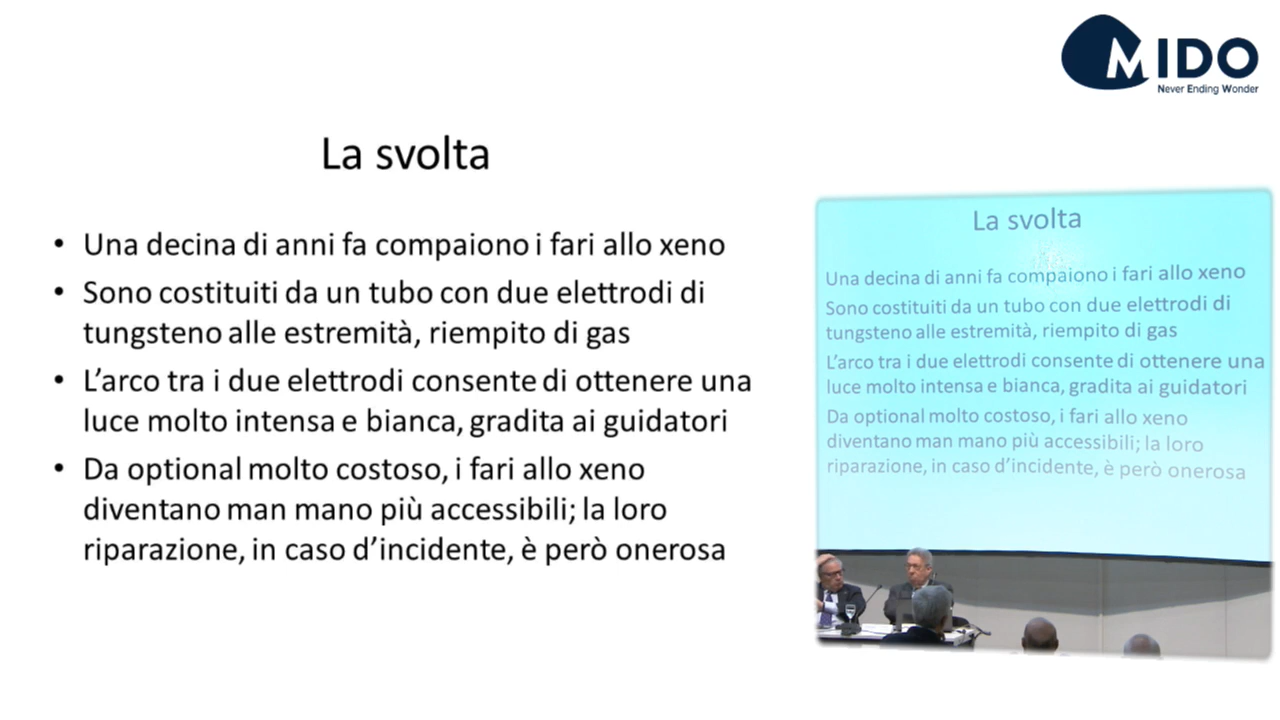 MIDO
Never Ending Wonder
La svolta
• Una decina di anni fa compaiono i fari allo xeno
• Sono costituiti da un tubo con due elettrodi di
tungsteno alle estremità, riempito di gas
• L’arco tra i due elettrodi consente di ottenere una
luce molto intensa e bianca, gradita ai guidatori
• Da optional molto costoso, i fari allo xeno
diventano man mano più accessibili; la loro
riparazione, in caso d’incidente, è però onerosa
La svolta
Una decina di anni fa compaiono i fari allo xeno
Sono costituiti da un tubo con due elettrodi di
tungsteno alle estremità, riempito di gas
L’arco tra i due elettrodi consente di ottenere una
luce molto intensa e bianca, gradita ai guidatori
Da optional molto costoso, i fari allo xeno
diventano man mano più accessibili; la loro
riparazione, in caso d’incidente, è però onerosa